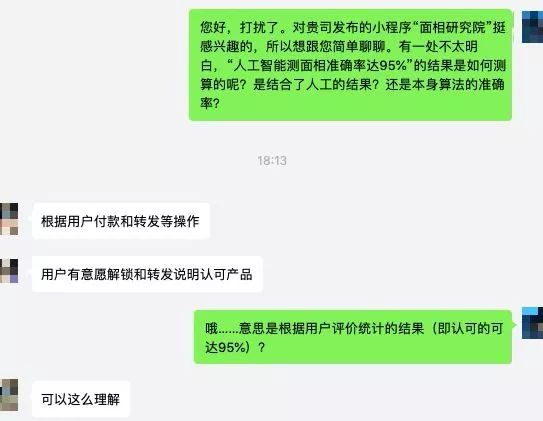 您好，打扰了。对贵司发布的小程序“面相研究院”挺
感兴趣的，所以想跟您简单聊聊。有一处不太明
白，“人工智能测面相准确率达95%”的结果是如何测
算的呢？是结合了人工的结果？还是本身算法的准确
率？
18:13
根据用户付款和转发等操作
用户有意愿解锁和转发说明认可产品
哦……意思是根据用户评价统计的结果（即认可的可
达95%）？
可以这么理解